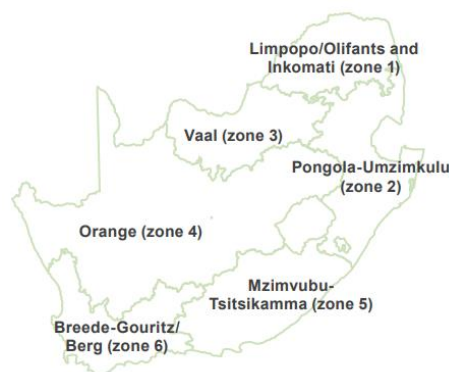 Limpopo/Olifants and
Inkomati (zone 1)
Vaal (zone 3)
Pongola-Umzimkulu
(zone 2)
Orange (zone 4)
Mzimvubu-
Tsitsikamma (zone 5)
Breede-Gouritz/
Berg (zone 6)